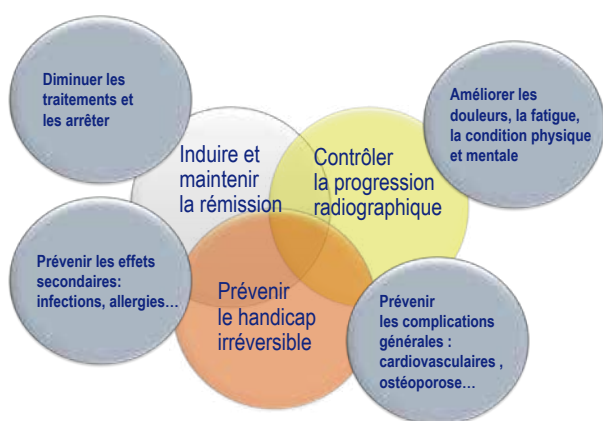 Diminuer les
traitements et
les arrêter
Améliorer les
douleurs, la fatigue,
la condition physique
et mentale
Induire et
maintenir
la rémission
Contrôler
la progression
radiographique
Prévenir les effets
secondaires:
infections, allergies…
Prévenir
le handicap
irréversible
Prévenir
les complications
générales :
cardiovasculaires ,
ostéoporose…